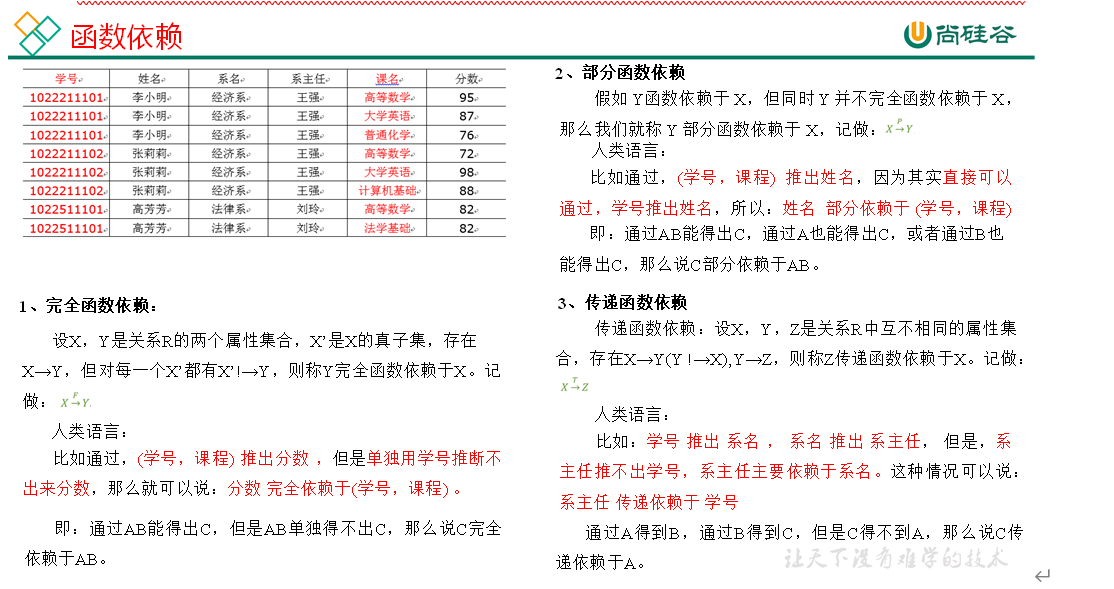 函数依赖
尚硅谷
学号 姓名 系名 系主任 课名 分数
1022211101 李小明 经济系 王强 高等数学 95
1022211101 李小明 经济系 王强 大学英语 87
1022211101 李小明 经济系 王强 普通化学 76
1022211102 张莉莉 经济系 王强 高等数学 72
1022211102 张莉莉 经济系 王强 大学英语 98
1022211102 张莉莉 经济系 王强 计算机基础 88
1022511101 高芳芳 法律系 刘玲 高等数学 82
1022511101 高芳芳 法律系 刘玲 法学基础 82
1、完全函数依赖：
设X，Y是关系R的两个属性集合，X’是X的真子集，存在
X→Y，但对每一个X’都有X’!→Y，则称Y完全函数依赖于X。记
做： X F→ Y
人类语言：
比如通过，(学号，课程) 推出分数 ，但是单独用学号推断不
出来分数，那么就可以说：分数 完全依赖于(学号，课程) 。
即：通过AB能得出C，但是AB单独得不出C，那么说C完全
依赖于AB。
2、部分函数依赖
假如 Y函数依赖于 X，但同时 Y 并不完全函数依赖于 X，
那么我们就称 Y 部分函数依赖于 X，记做：X P→ Y
人类语言：
比如通过，(学号，课程) 推出姓名，因为其实直接可以
通过，学号推出姓名，所以：姓名 部分依赖于 (学号，课程)
即：通过AB能得出C，通过A也能得出C，或者通过B也
能得出C，那么说C部分依赖于AB。
3、传递函数依赖
传递函数依赖：设X，Y，Z是关系R中互不相同的属性集
合，存在X→Y(Y !→X),Y→Z，则称Z传递函数依赖于X。记做：
X T→ Z
人类语言：
比如：学号 推出 系名 ， 系名 推出 系主任， 但是，系
主任推不出学号，系主任主要依赖于系名。这种情况可以说：
系主任 传递依赖于 学号
通过A得到B，通过B得到C，但是C得不到A，那么说C传
递依赖于A。
让天下没有难学的技术